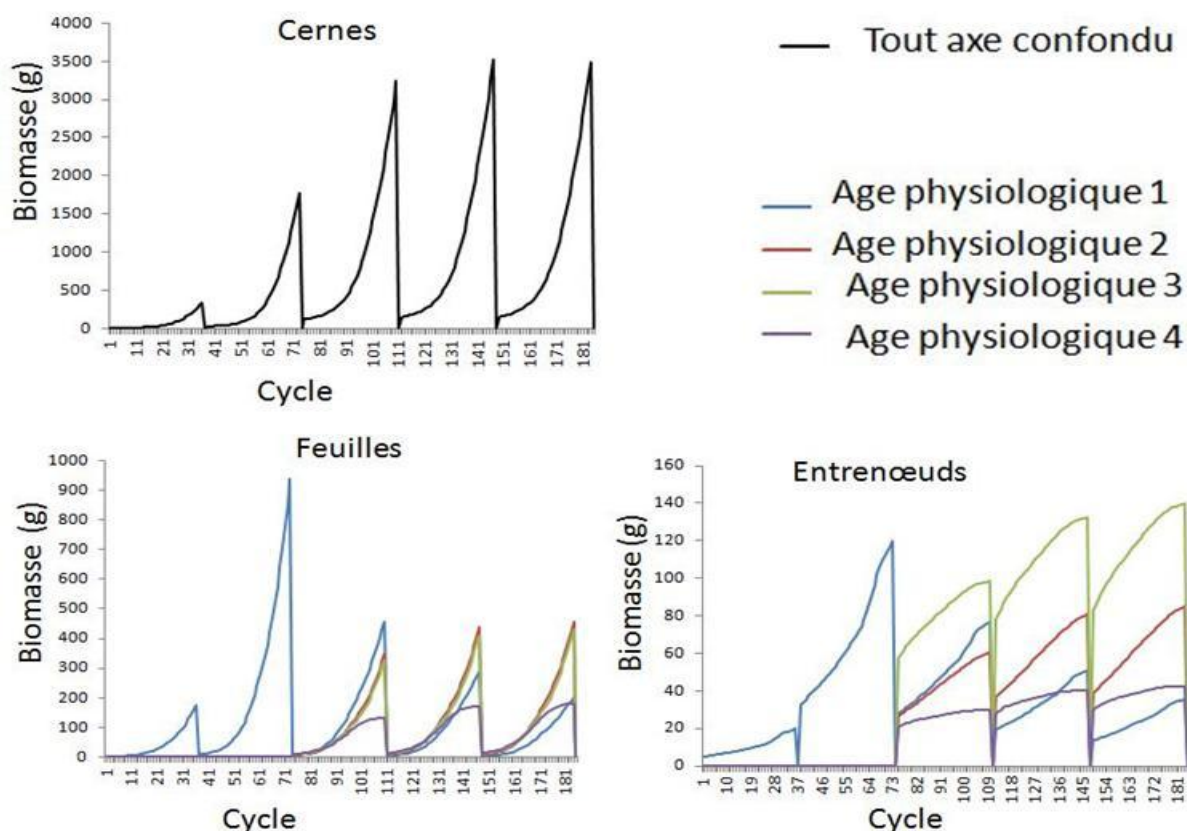 Cernes
Biomasse (g)
4000
3500
3000
2500
2000
1500
1000
500
0
1 11 21 31 41 51 61 71 81 91 101 111 121 131 141 151 161 171 181
Cycle
Tout axe confondu
Age physiologique 1
Age physiologique 2
Age physiologique 3
Age physiologique 4
Feuilles
Biomasse (g)
1000
900
800
700
600
500
400
300
200
100
0
1 11 21 31 41 51 61 71 81 91 101 111 121 131 141 151 161 171 181
Cycle
Entrenœuds
Biomasse (g)
160
140
120
100
80
60
40
20
0
1 10 19 28 37 46 55 64 73 82 91 100 109 118 127 136 145 154 163 172 181
Cycle